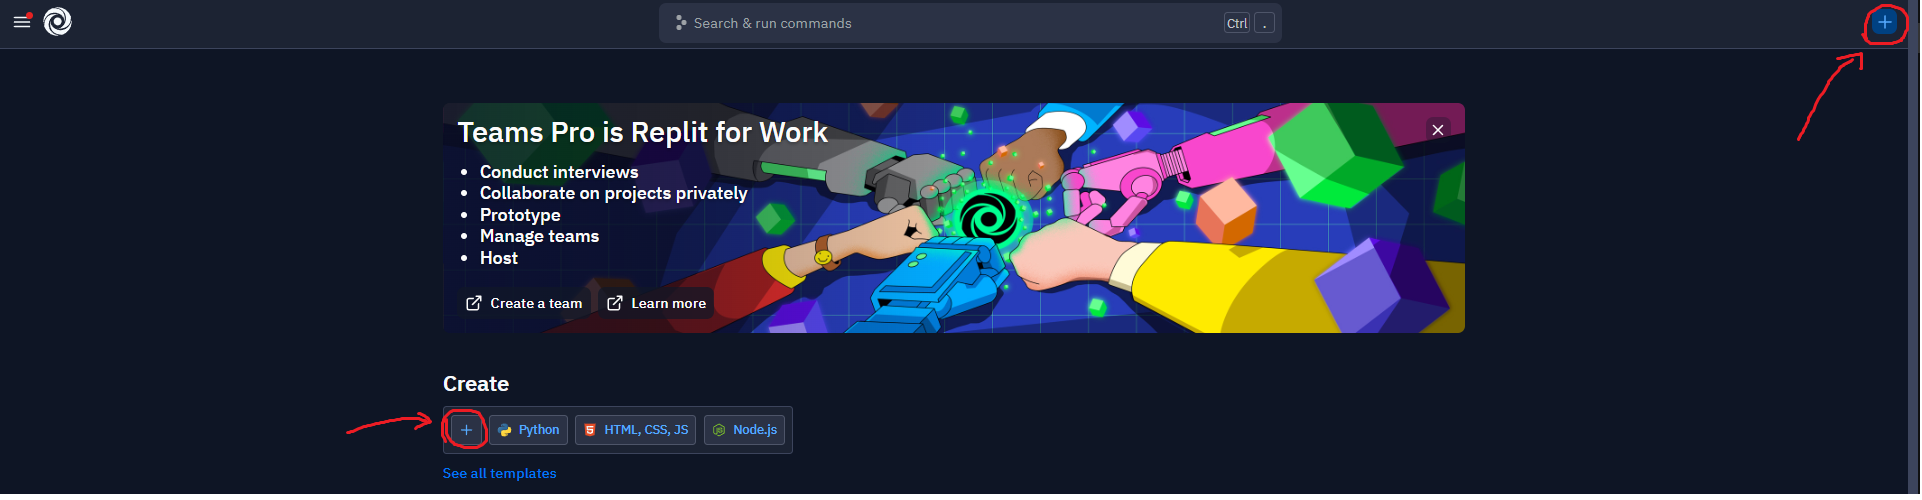 Search & run commands
Ctrl .
Teams Pro is Replit for Work
Conduct interviews
Collaborate on projects privately
Prototype
Manage teams
Host
Create a team Learn more
Create
Python HTML, CSS, JS Node.js
See all templates